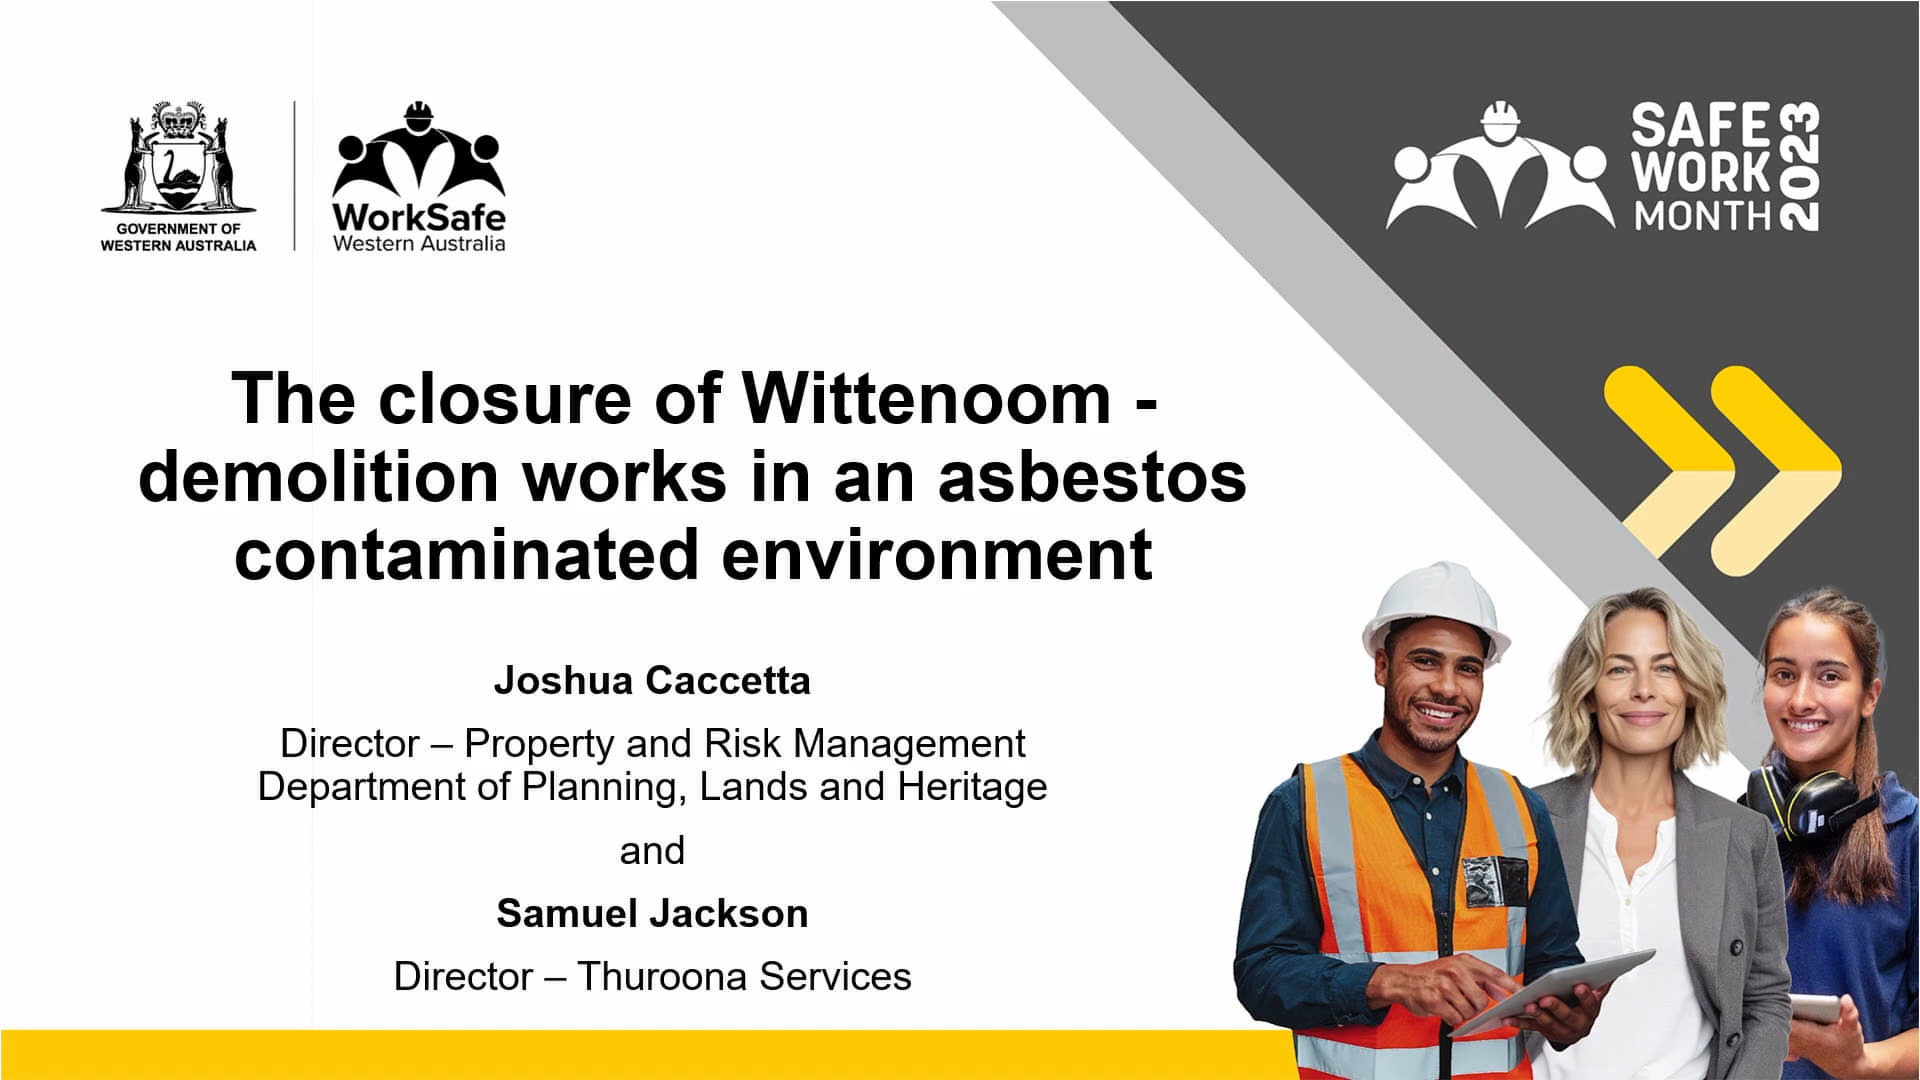 GOVERNMENT OF
WESTERN AUSTRALIA
WorkSafe
Western Australia
SAFE
WORK
MONTH
2023
The closure of Wittenoom -
demolition works in an asbestos
contaminated environment
Joshua Caccetta
Director – Property and Risk Management
Department of Planning, Lands and Heritage
and
Samuel Jackson
Director – Thuroona Services